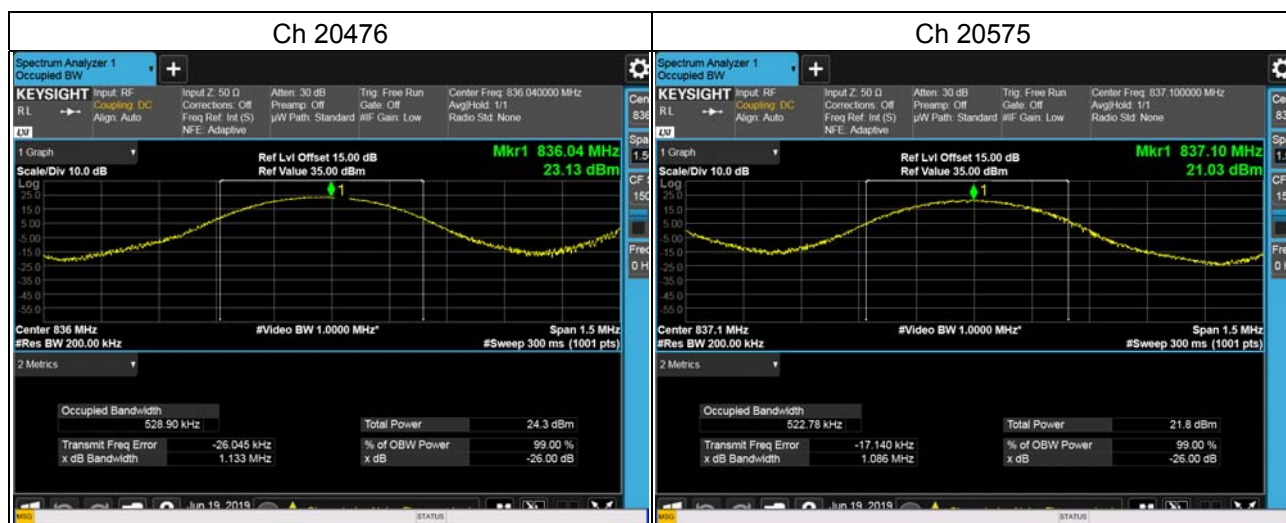 Ch 20476
Spectrum Analyzer 1
Occupied BW
+
KEYSIGHT
R L
LXI
Input: RF
Coupling: DC
Align: Auto
Input Z: 50 Ω
Corrections: Off
Freq Ref: Int (S)
NFE: Adaptive
Atten: 30 dB
Preamp: Off
µW Path: Standard
Trig: Free Run
Gate: Off
#IF Gain: Low
Center Freq: 836.040000 MHz
Avg|Hold: 1/1
Radio Std: None
1 Graph
Scale/Div 10.0 dB
Ref Lvl Offset 15.00 dB
Ref Value 35.00 dBm
Mkr1 836.04 MHz
23.13 dBm
Log
25.0
15.0
5.00
-5.00
-15.0
-25.0
-35.0
-45.0
-55.0
1
Center 836 MHz
#Res BW 200.00 kHz
#Video BW 1.0000 MHz*
Span 1.5 MHz
#Sweep 300 ms (1001 pts)
2 Metrics
Occupied Bandwidth
528.90 kHz
Transmit Freq Error -26.045 kHz
x dB Bandwidth 1.133 MHz
Total Power 24.3 dBm
% of OBW Power 99.00 %
x dB -26.00 dB
Jun 19, 2019
MSG
STATUS
Ch 20575
Spectrum Analyzer 1
Occupied BW
+
KEYSIGHT
R L
LXI
Input: RF
Coupling: DC
Align: Auto
Input Z: 50 Ω
Corrections: Off
Freq Ref: Int (S)
NFE: Adaptive
Atten: 30 dB
Preamp: Off
µW Path: Standard
Trig: Free Run
Gate: Off
#IF Gain: Low
Center Freq: 837.100000 MHz
Avg|Hold: 1/1
Radio Std: None
1 Graph
Scale/Div 10.0 dB
Ref Lvl Offset 15.00 dB
Ref Value 35.00 dBm
Mkr1 837.10 MHz
21.03 dBm
Log
25.0
15.0
5.00
-5.00
-15.0
-25.0
-35.0
-45.0
-55.0
1
Center 837.1 MHz
#Res BW 200.00 kHz
#Video BW 1.0000 MHz*
Span 1.5 MHz
#Sweep 300 ms (1001 pts)
2 Metrics
Occupied Bandwidth
522.78 kHz
Transmit Freq Error -17.140 kHz
x dB Bandwidth 1.086 MHz
Total Power 21.8 dBm
% of OBW Power 99.00 %
x dB -26.00 dB
Jun 19, 2019
MSG
STATUS